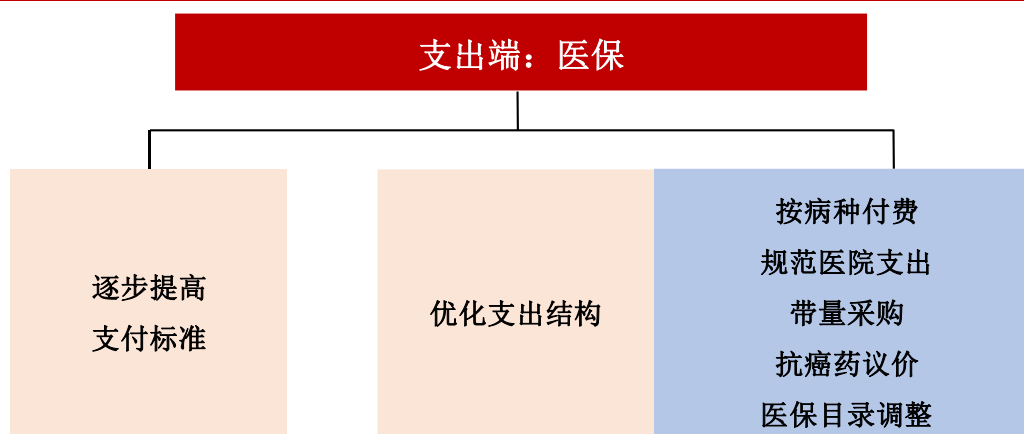 支出端：医保
逐步提高
支付标准
优化支出结构
按病种付费
规范医院支出
带量采购
抗癌药议价
医保目录调整